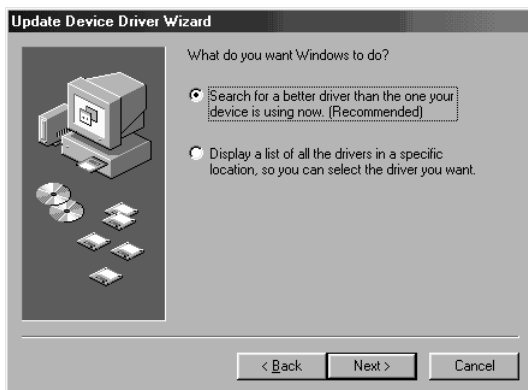 Update Device Driver Wizard
What do you want Windows to do?
Search for a better driver than the one your
device is using now. (Recommended)
Display a list of all the drivers in a specific
location, so you can select the driver you want.
< Back
Next >
Cancel